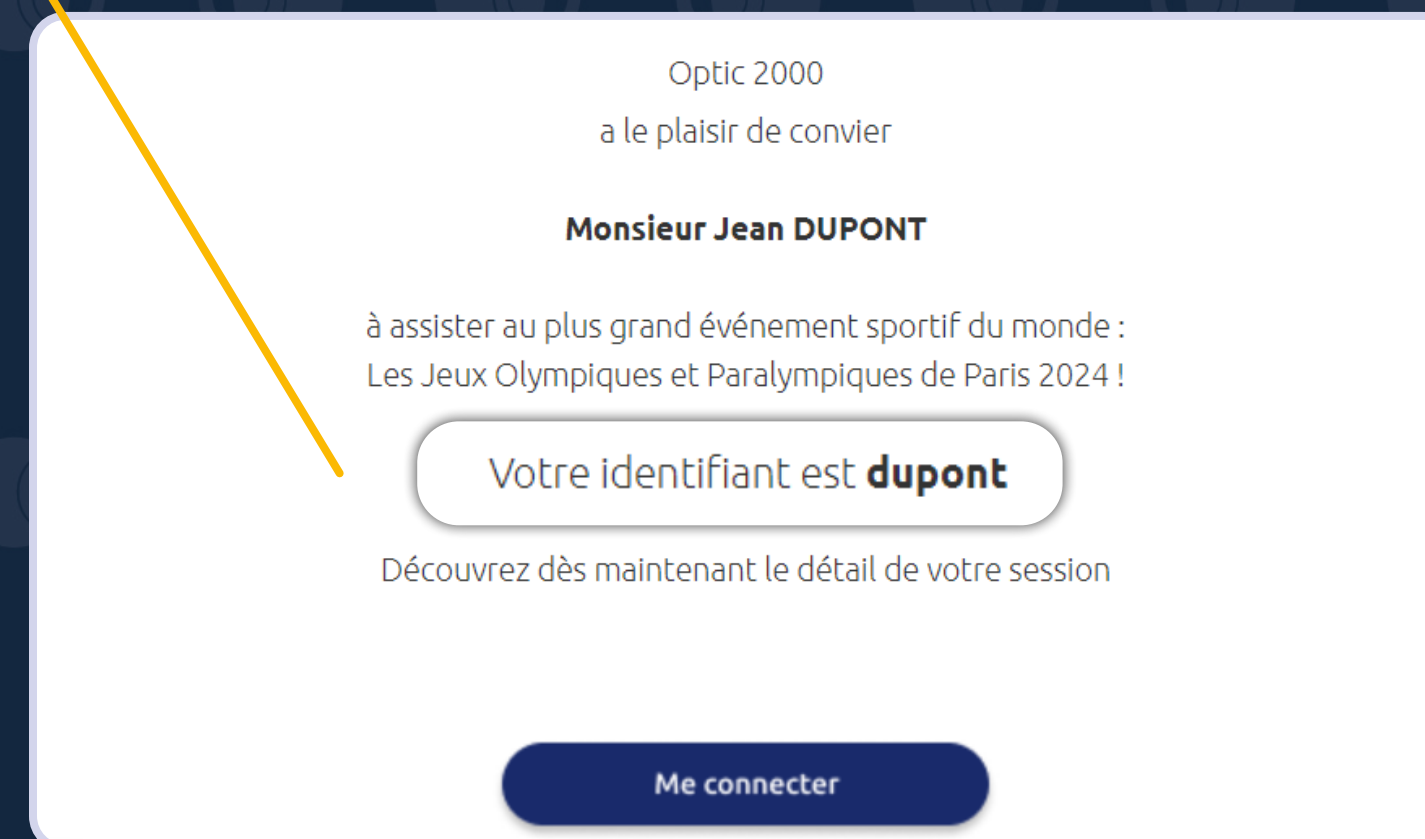 Optic 2000
a le plaisir de convier
Monsieur Jean DUPONT
à assister au plus grand événement sportif du monde :
Les Jeux Olympiques et Paralympiques de Paris 2024 !
Votre identifiant est dupont
Découvrez dès maintenant le détail de votre session
Me connecter